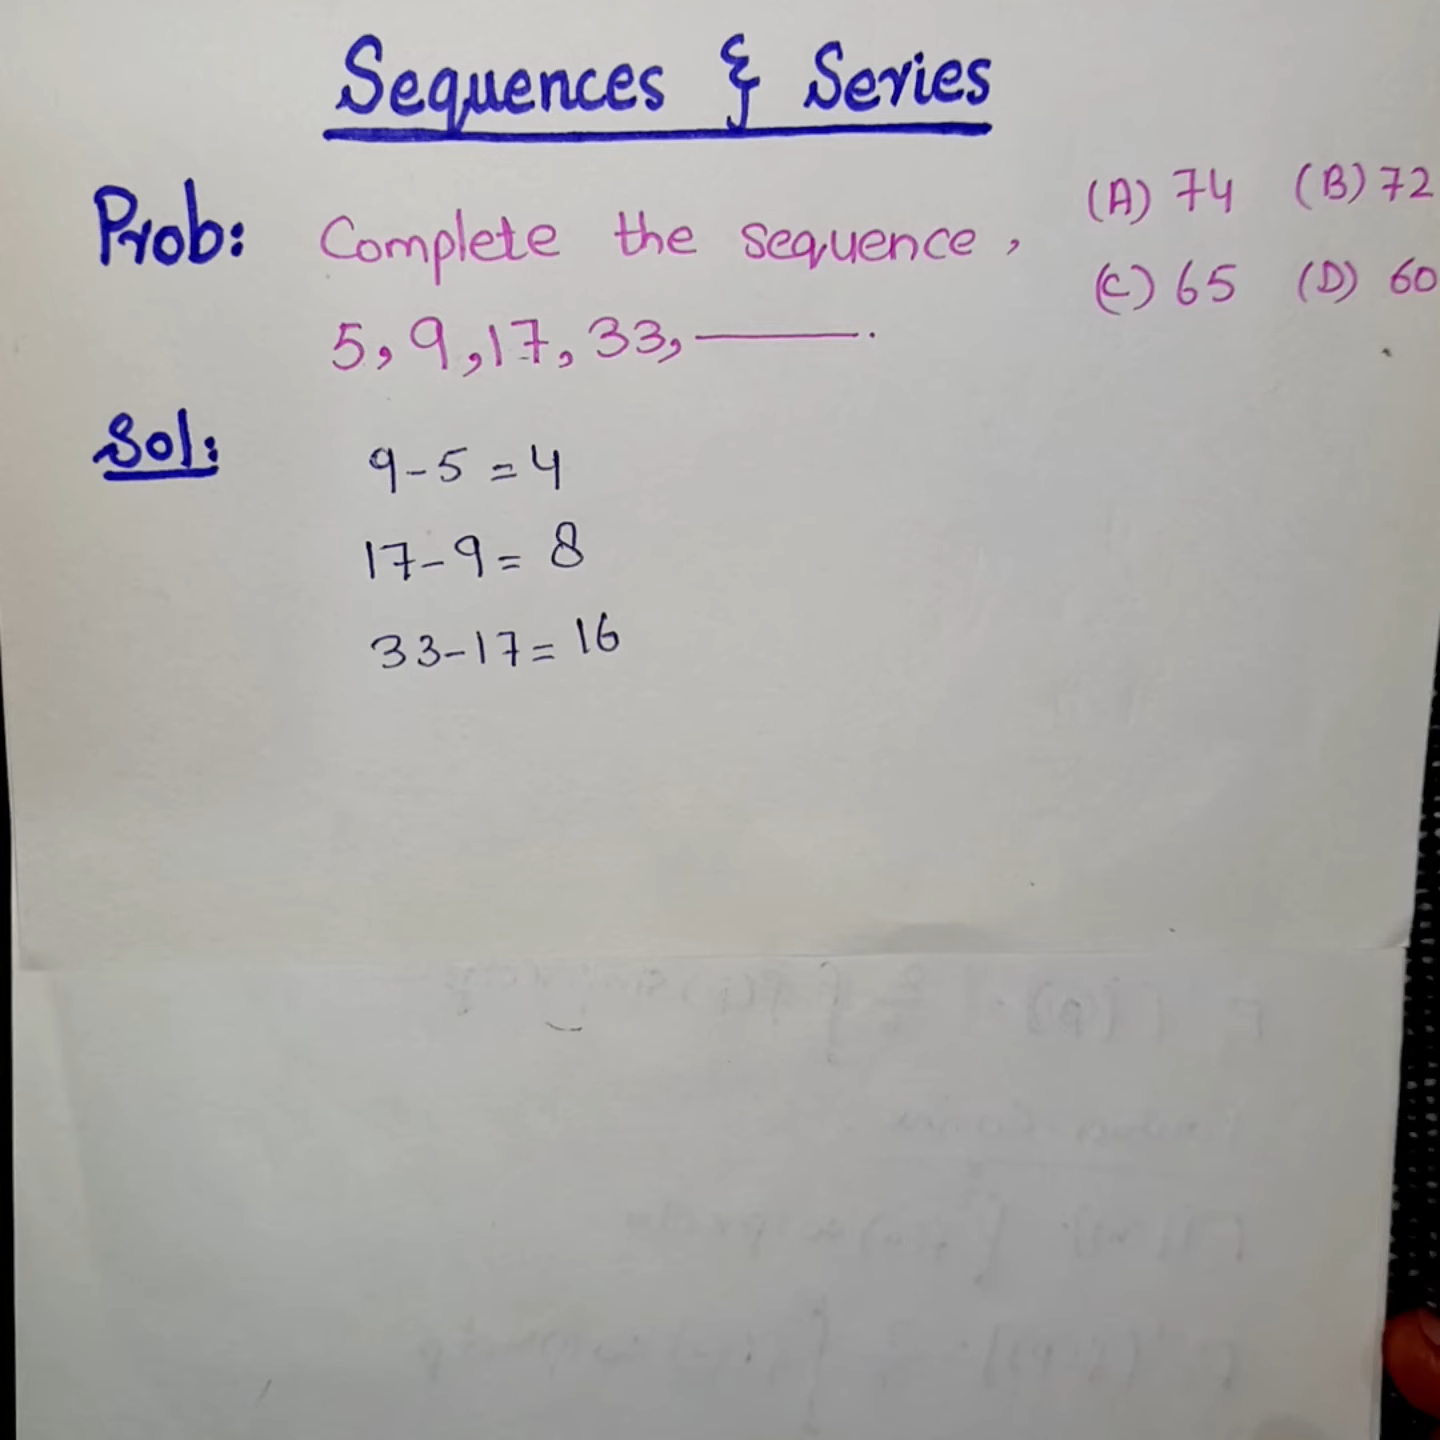 Sequences & Series
Prob: Complete the sequence, (A) 74 (B) 72
(C) 65 (D) 60
5, 9, 17, 33, ———.
Sol: 9-5=4
17-9= 8
33-17=16